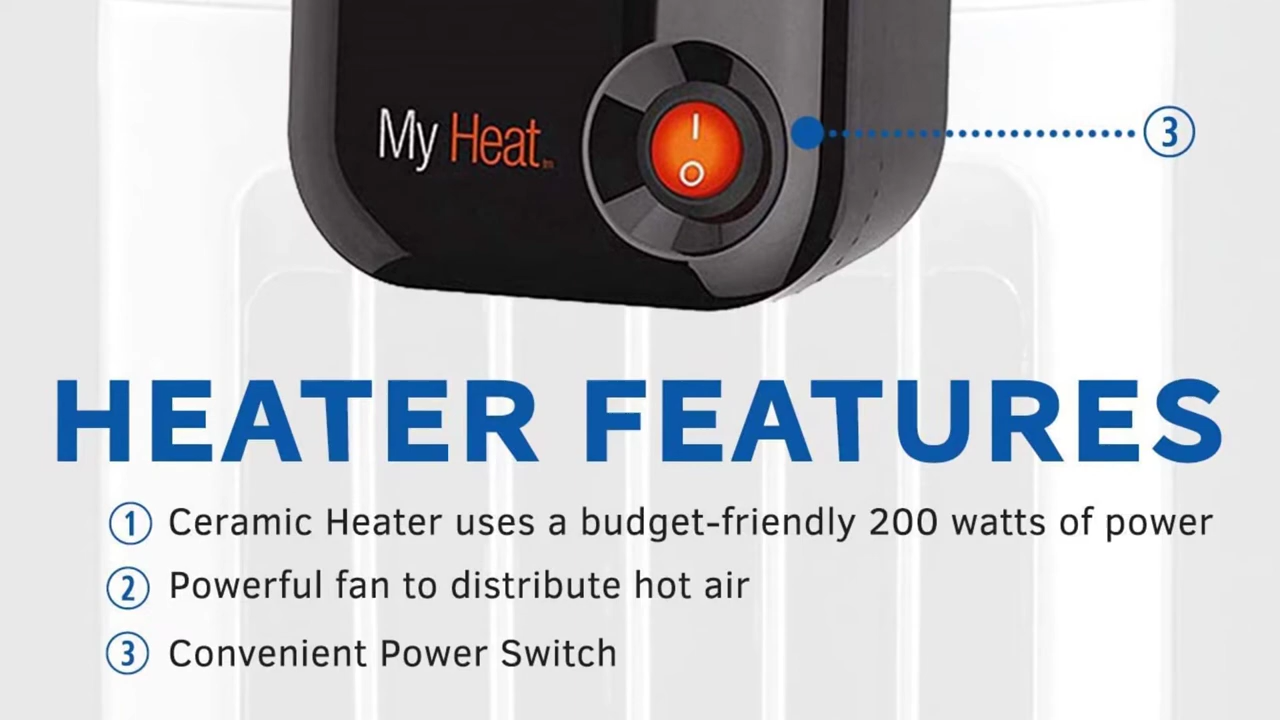 My Heat™
I
O
3
HEATER FEATURES
1 Ceramic Heater uses a budget-friendly 200 watts of power
2 Powerful fan to distribute hot air
3 Convenient Power Switch